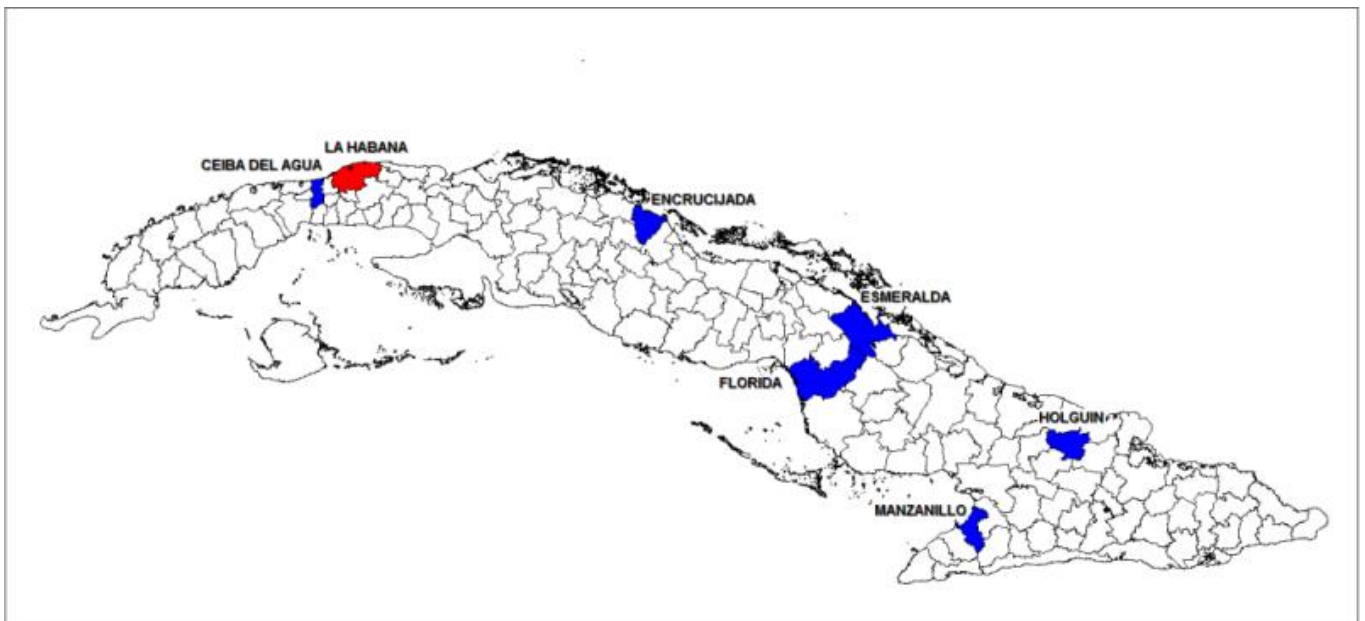 LA HABANA
CEIBA DEL AGUA
ENCRUCIJADA
ESMERALDA
FLORIDA
HOLGUIN
MANZANILLO